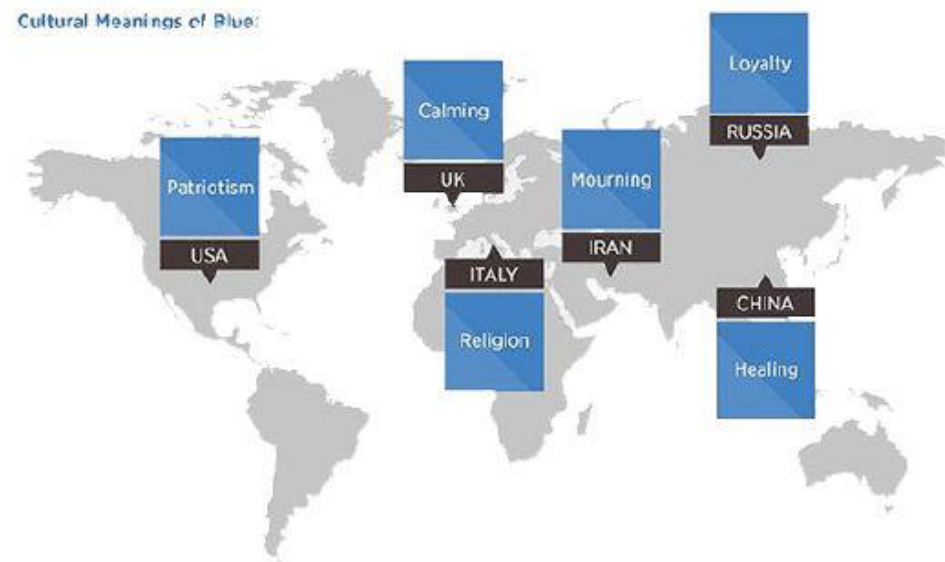 Cultural Meanings of Blue:
Loyalty
RUSSIA
Calming
UK
Mourning
IRAN
Patriotism
USA
ITALY
Religion
CHINA
Healing